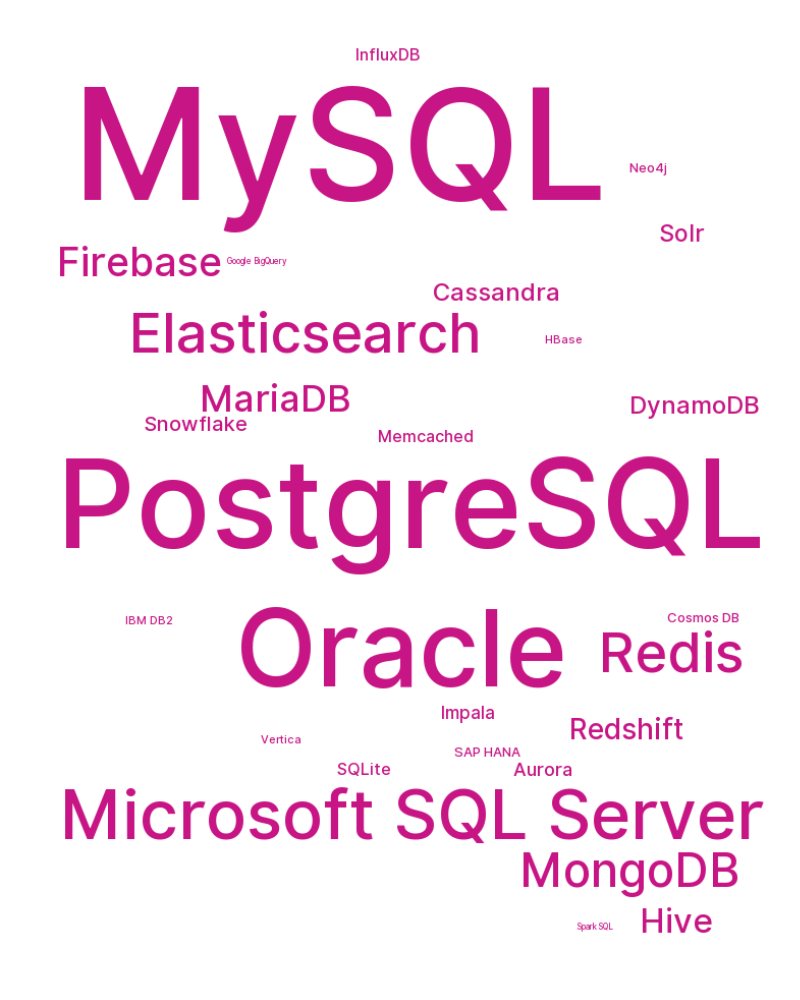 InfluxDB
MySQL
Neo4j
Solr
Firebase
Google BigQuery
Cassandra
Elasticsearch
HBase
MariaDB
DynamoDB
Snowflake
Memcached
PostgreSQL
IBM DB2
Cosmos DB
Oracle
Redis
Impala
Redshift
Vertica
SAP HANA
SQLite
Aurora
Microsoft SQL Server
MongoDB
Hive
Spark SQL